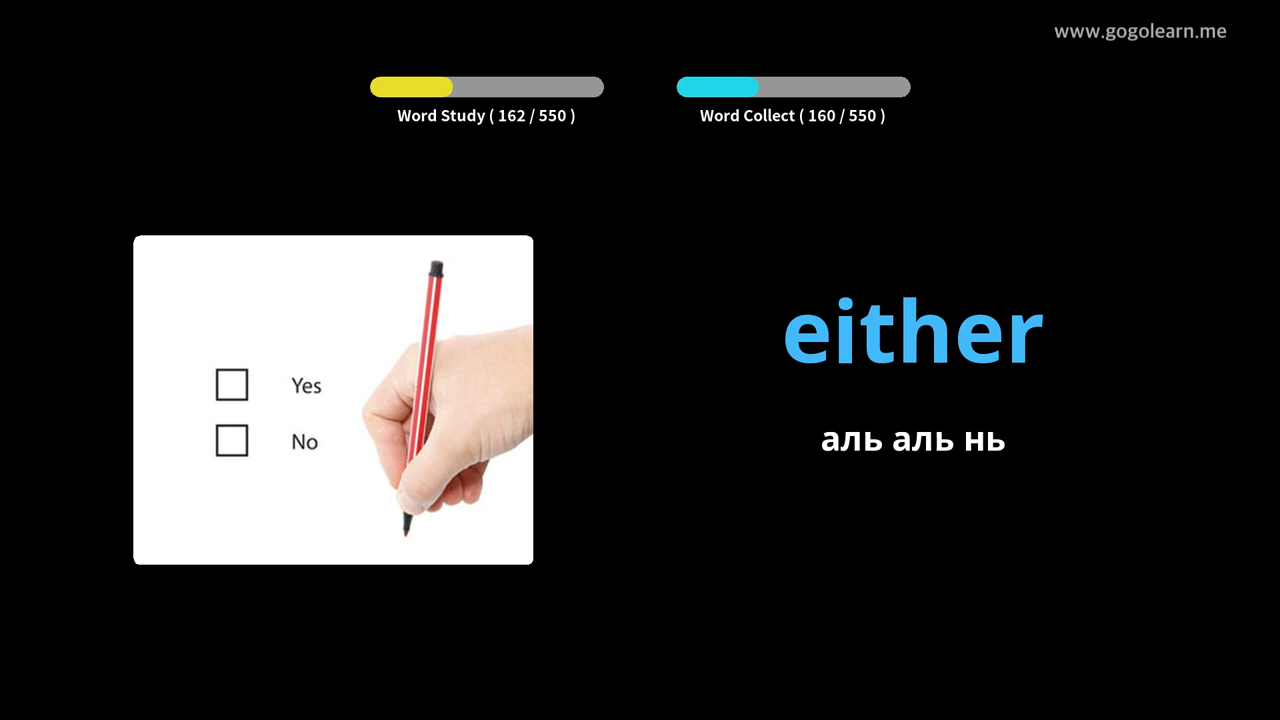 www.gogolearn.me
Word Study ( 162 / 550 )
Word Collect ( 160 / 550 )
Yes
No
either
аль аль нь